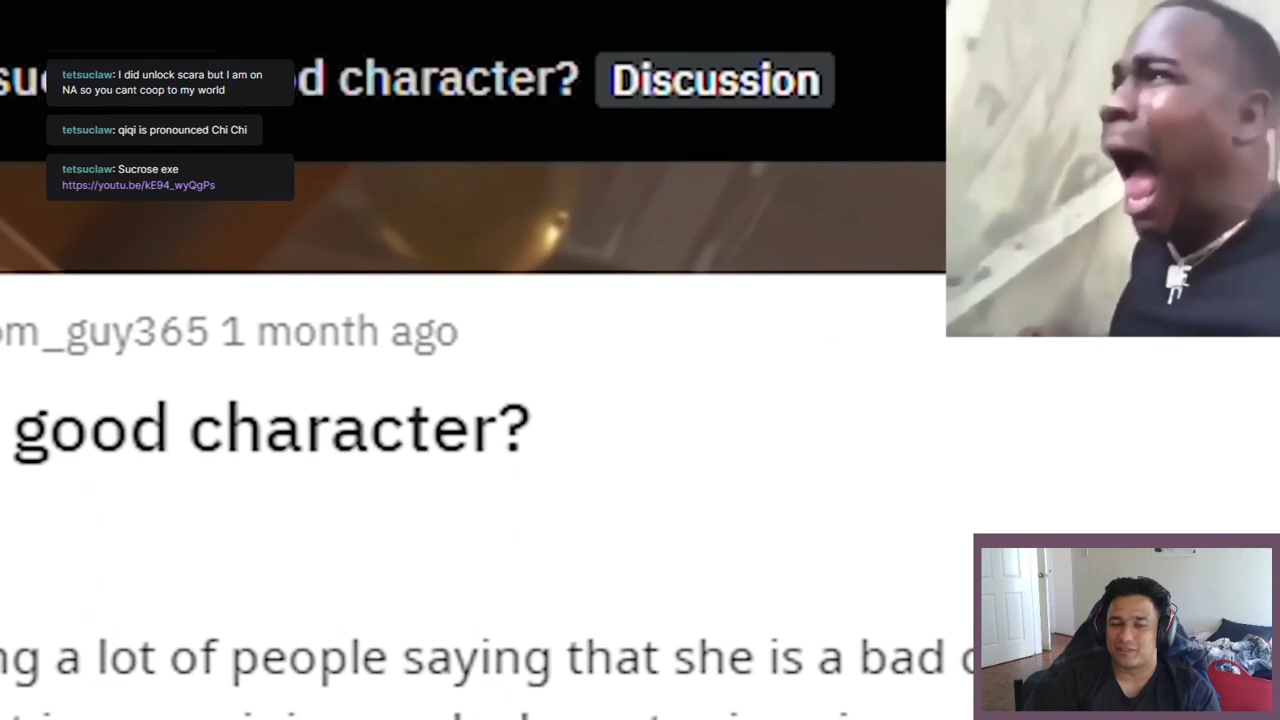 character? Discussion
tetsuclaw: I did unlock scara but I am on
NA so you cant coop to my world
tetsuclaw: qiqi is pronounced Chi Chi
tetsuclaw: Sucrose exe
https://youtu.be/kE94_wyQgPs
om_guy365 1 month ago
good character?
ng a lot of people saying that she is a bad